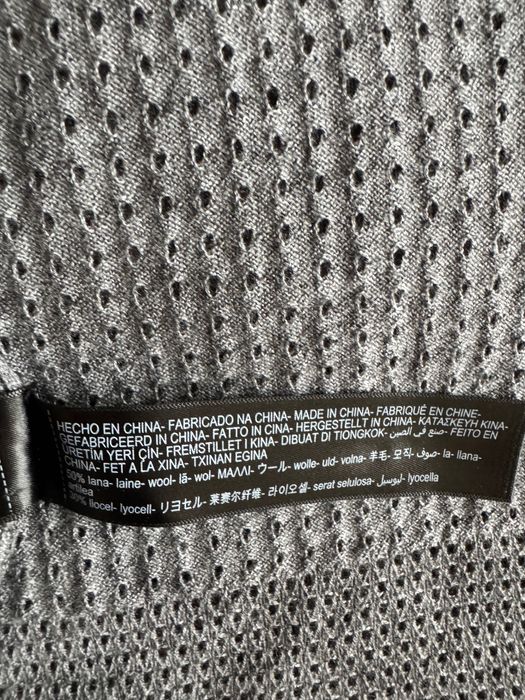 HECHO EN CHINA- FABRICADO NA CHINA- MADE IN CHINA- FABRIQUÉ EN CHINE-
GEFABRICEERD IN CHINA- FATTO IN CINA- HERGESTELLT IN CHINA- ΚΑΤΑΣΚΕΥΗ ΚΙΝΑ-
ÜRETİM YERİ ÇİN- FREMSTILLET I KINA- DIBUAT DI TIONGKOK- صنع في الصين- FEITO EN
CHINA- FET A LA XINA- TXINAN EGINA
lana- laine- wool- lã- wol- ΜΑΛΛΙ- ウール- wolle- uld- volna- 羊毛- 모직- صوف- la- llana-
liocel- lyocell- リヨセル- 莱赛尔纤维- 라이오셀- serat selulosa- ليوسيل- lyocella